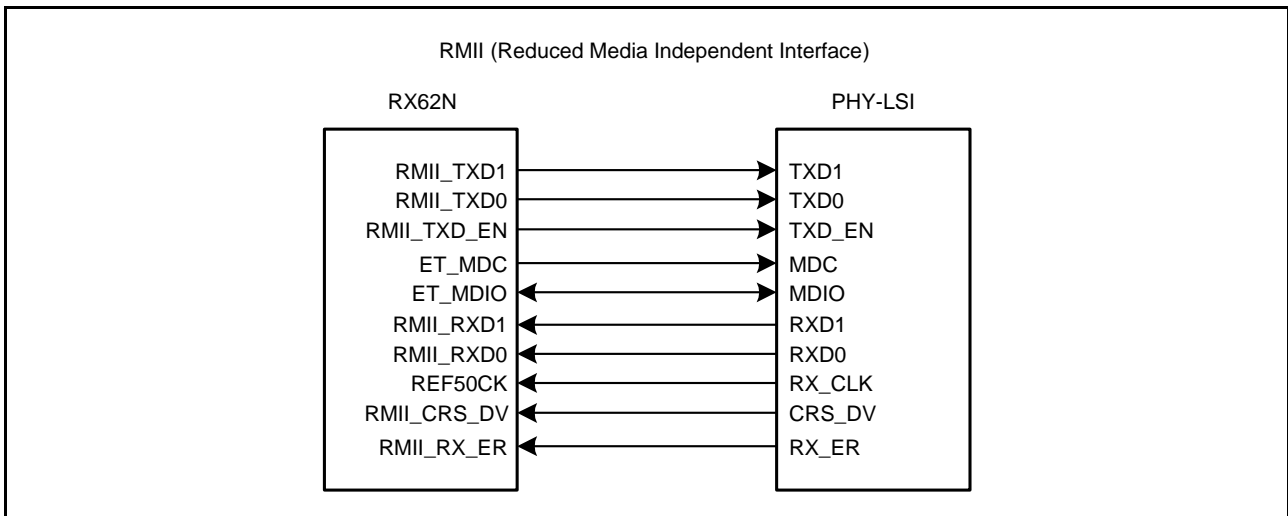 RMII (Reduced Media Independent Interface)
RX62N
PHY-LSI
RMII_TXD1
TXD1
RMII_TXD0
TXD0
RMII_TXD_EN
TXD_EN
ET_MDC
MDC
ET_MDIO
MDIO
RMII_RXD1
RXD1
RMII_RXD0
RXD0
REF50CK
RX_CLK
RMII_CRS_DV
CRS_DV
RMII_RX_ER
RX_ER